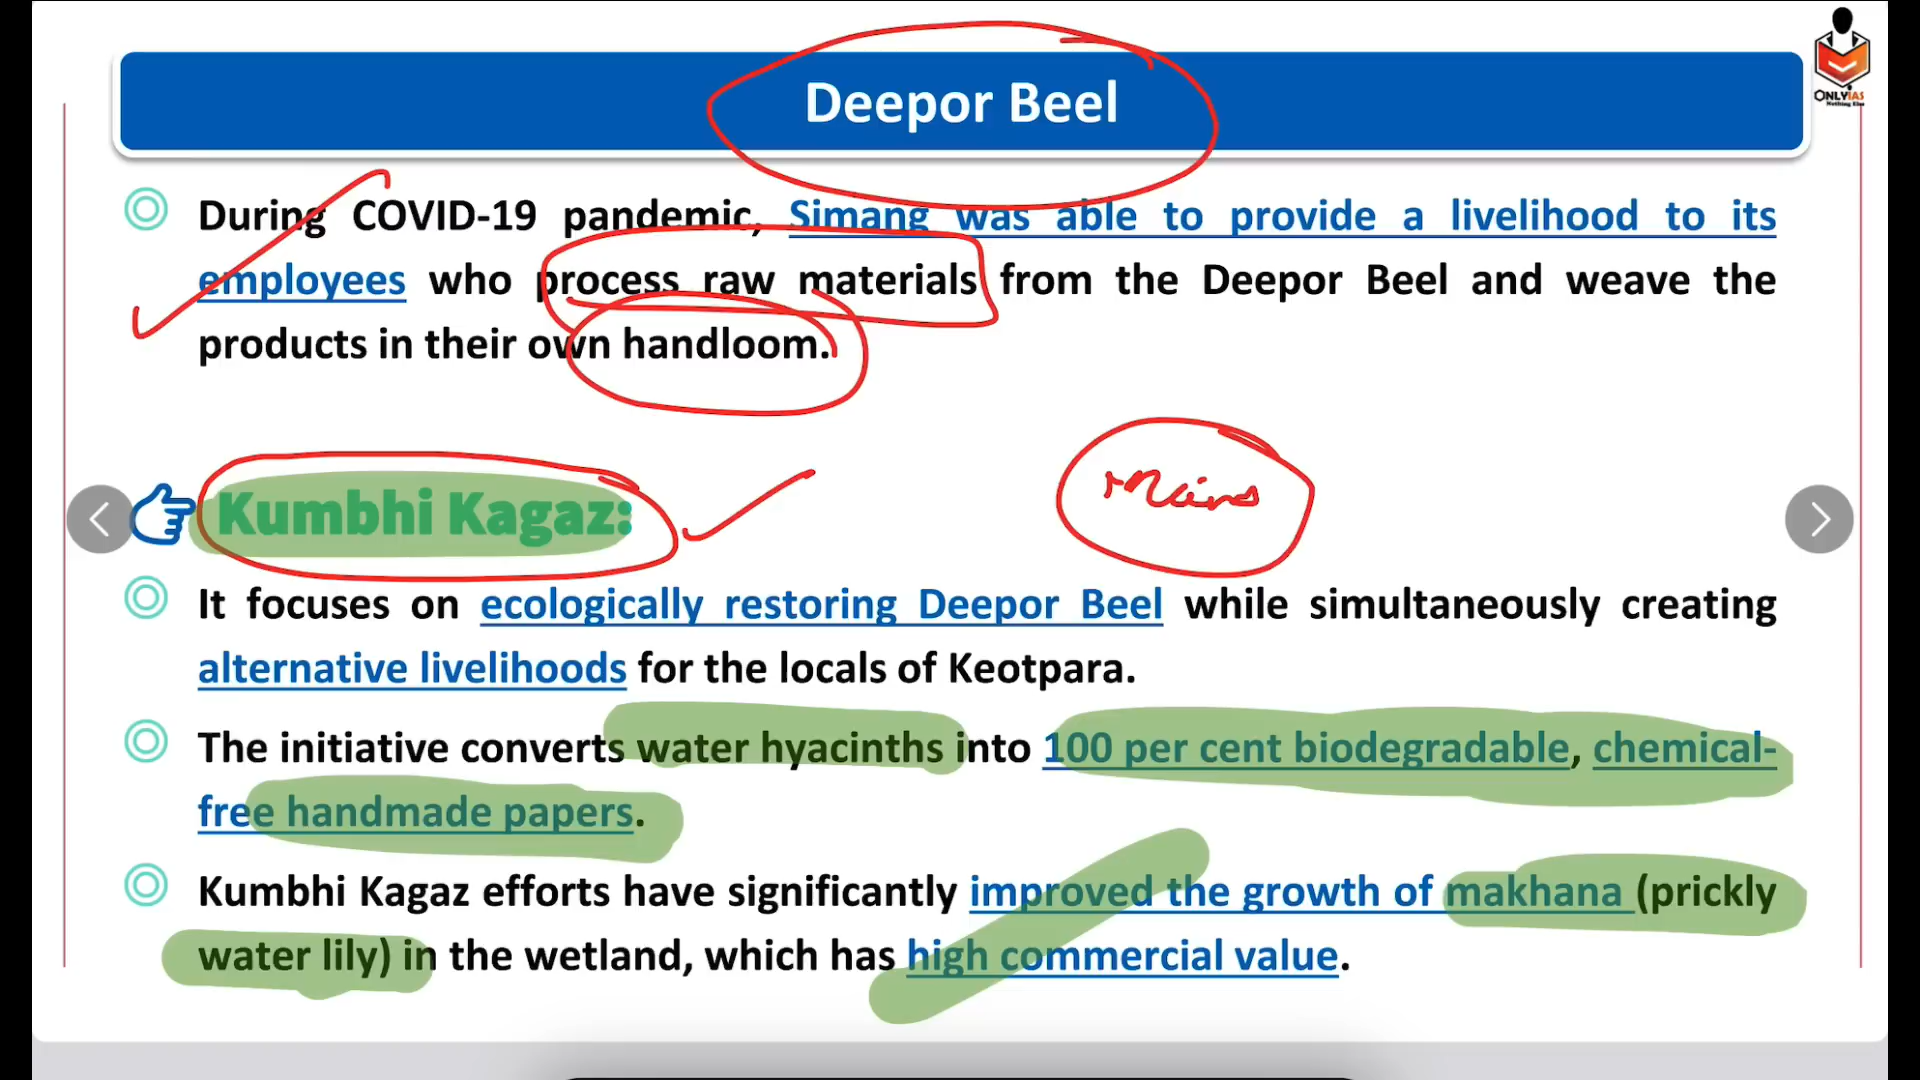 Deepor Beel
ONLYIAS
Nothing Else
During COVID-19 pandemic, Simang was able to provide a livelihood to its
employees who process raw materials from the Deepor Beel and weave the
products in their own handloom.
Mains
Kumbhi Kagaz:
It focuses on ecologically restoring Deepor Beel while simultaneously creating
alternative livelihoods for the locals of Keotpara.
The initiative converts water hyacinths into 100 per cent biodegradable, chemical-
free handmade papers.
Kumbhi Kagaz efforts have significantly improved the growth of makhana (prickly
water lily) in the wetland, which has high commercial value.